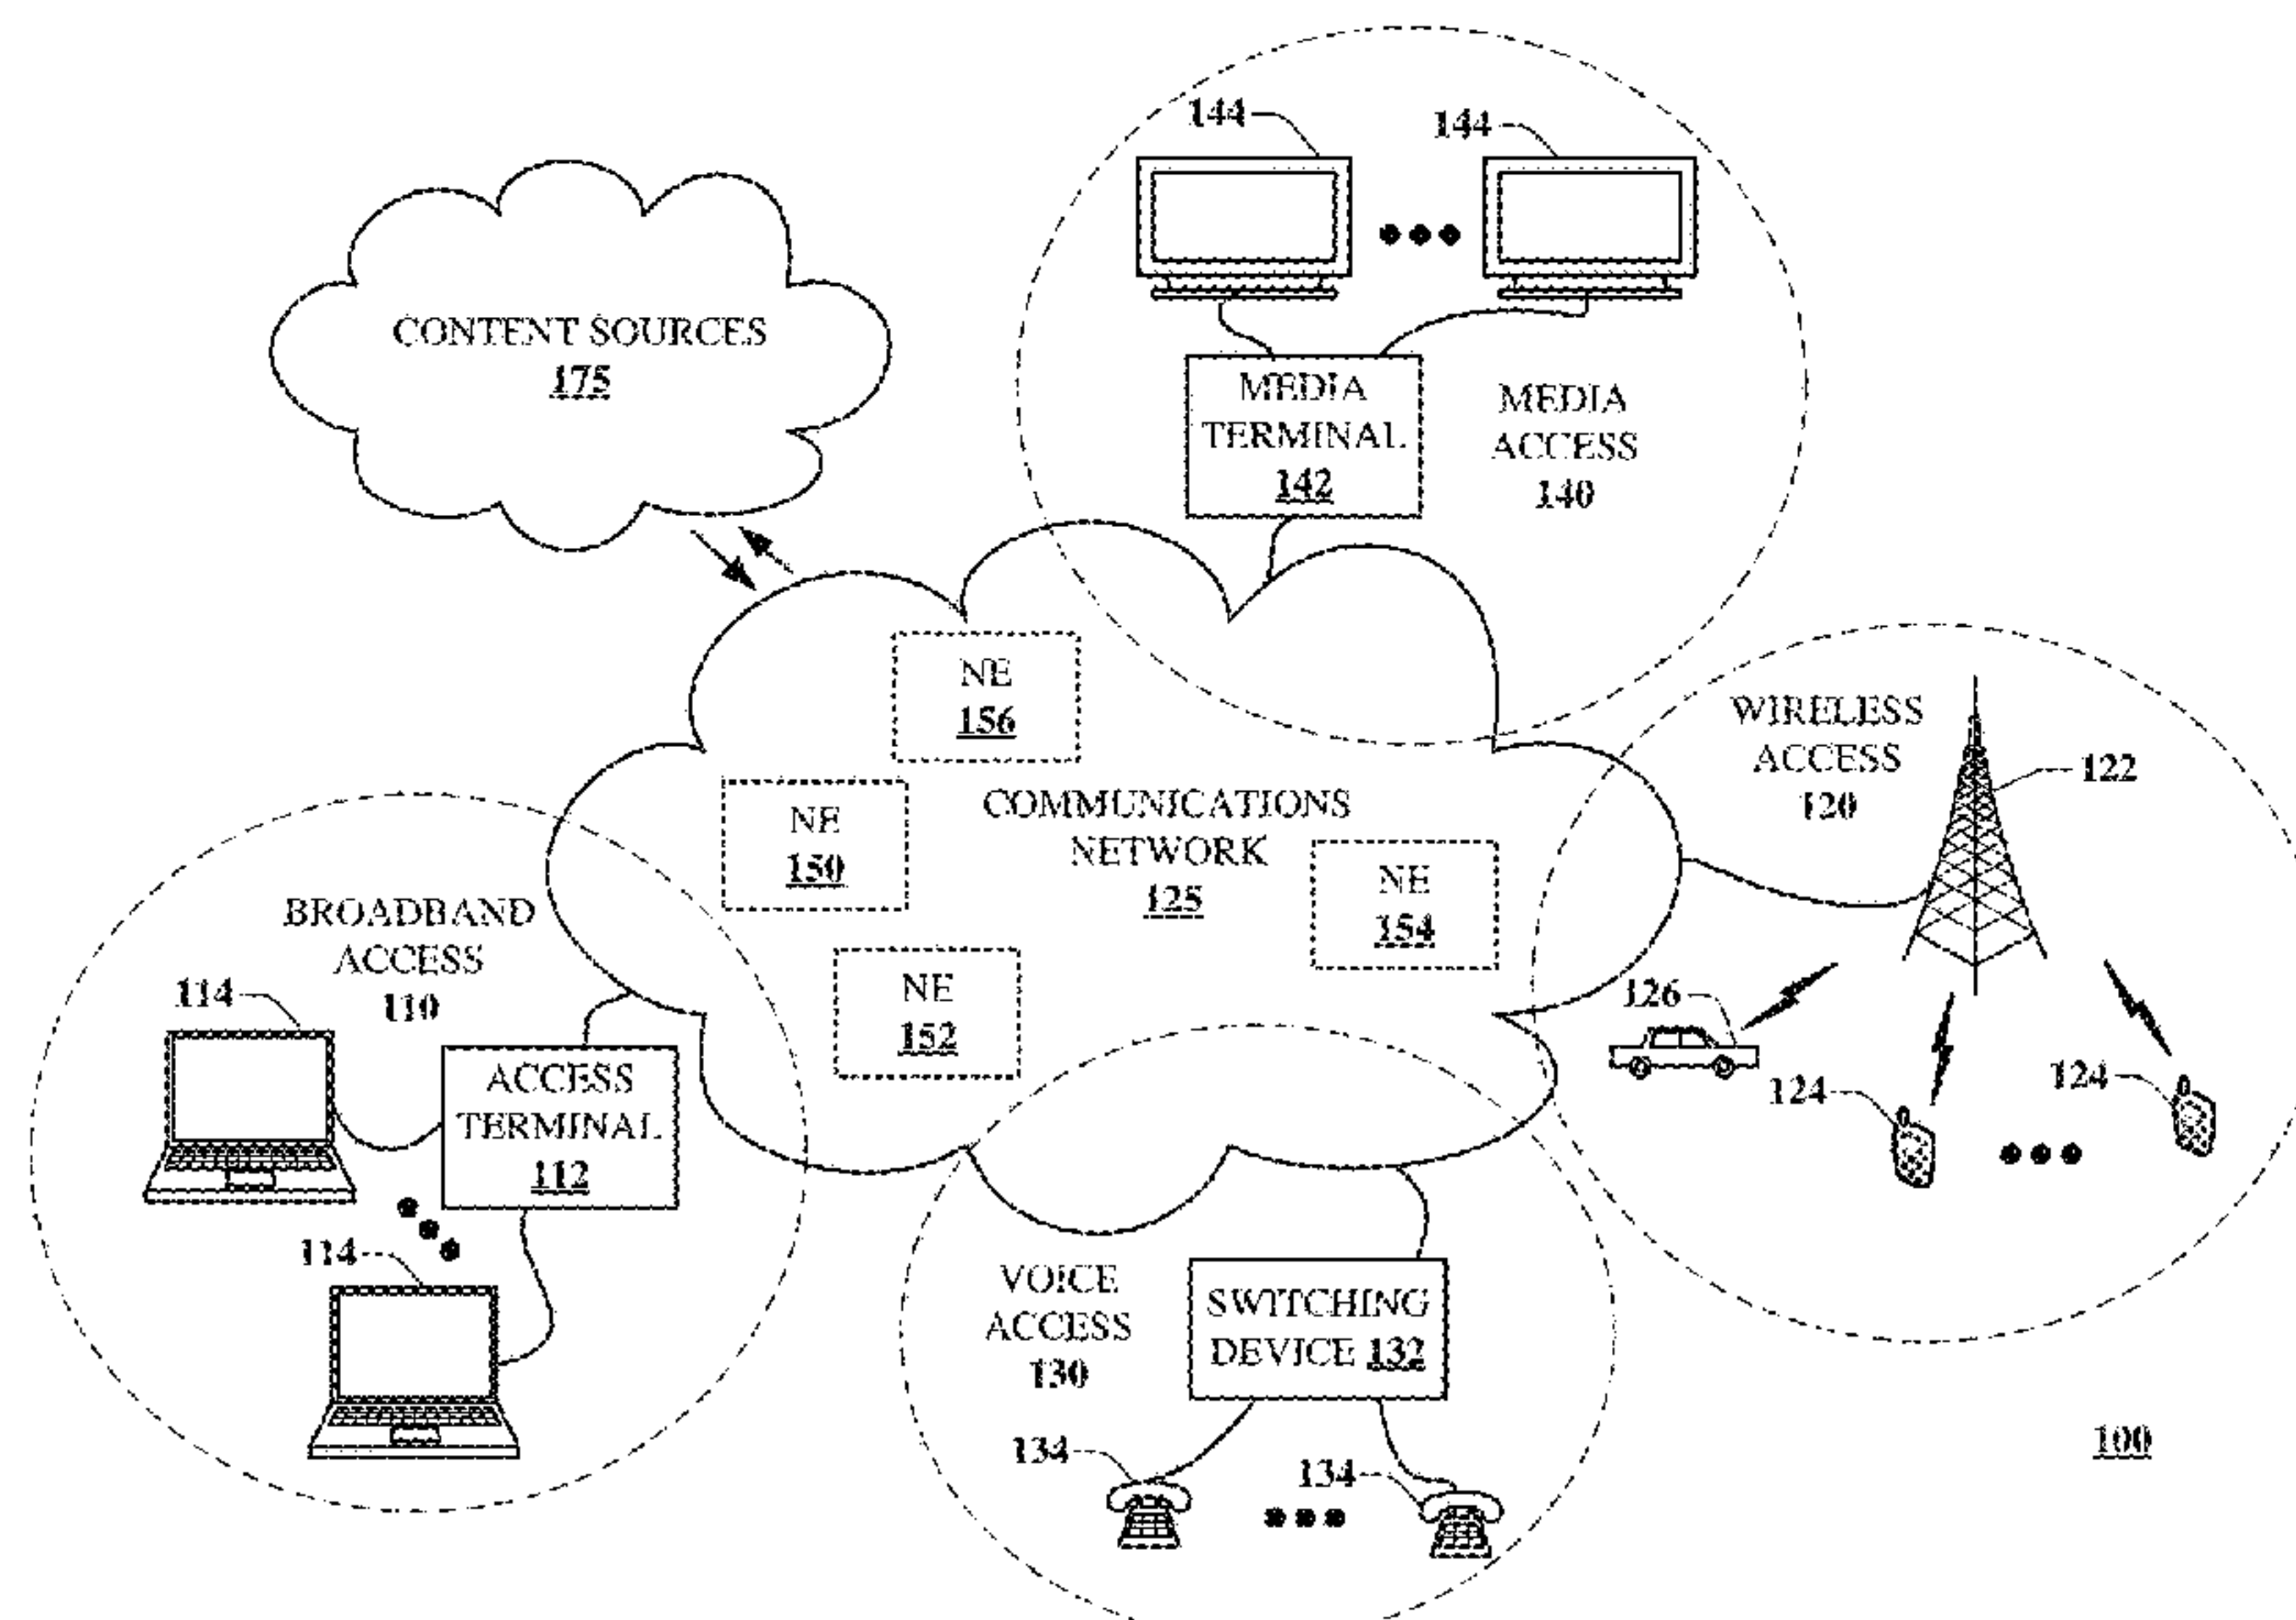 144
144
CONTENT SOURCES
175
MEDIA
TERMINAL
142
MEDIA
ACCESS
140
NE
156
WIRELESS
ACCESS
120
122
COMMUNICATIONS
NETWORK
125
NE
150
NE
154
BROADBAND
ACCESS
110
NE
152
114
126
124
124
ACCESS
TERMINAL
112
114
VOICE
ACCESS
130
SWITCHING
DEVICE 132
134
134
100